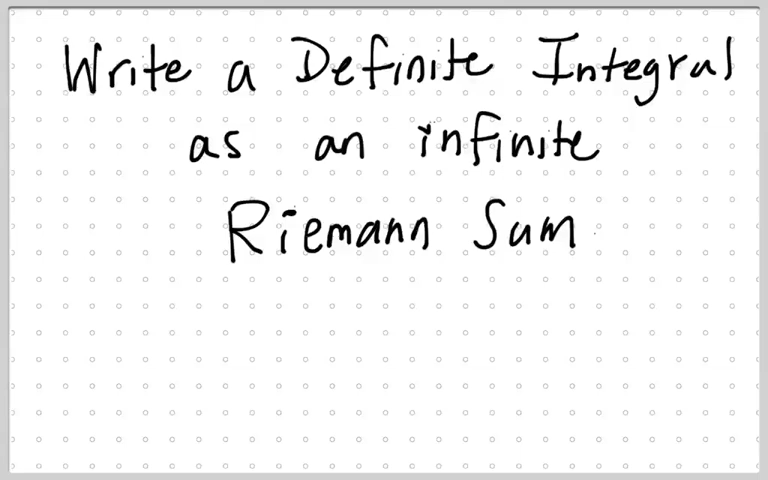 Write a Definite Integral
as an infinite
Riemann Sum